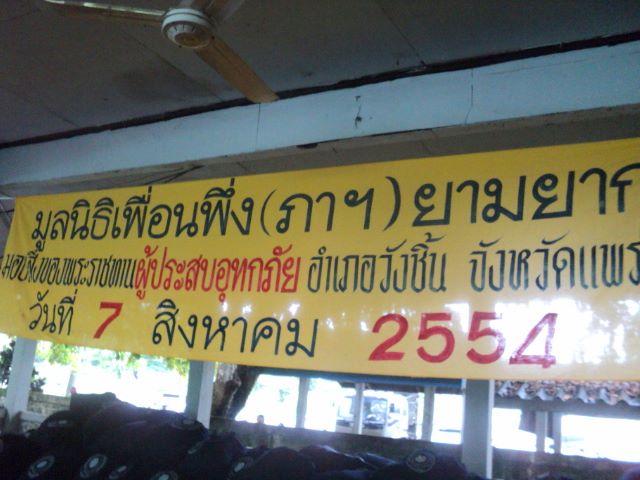 มูลนิธิเพื่อนพึ่ง(ภาฯ)ยามยาก
มอบสิ่งของพระราชทานผู้ประสบอุทกภัย อำเภอวังชิ้น จังหวัดแพร่
วันที่ 7 สิงหาคม 2554